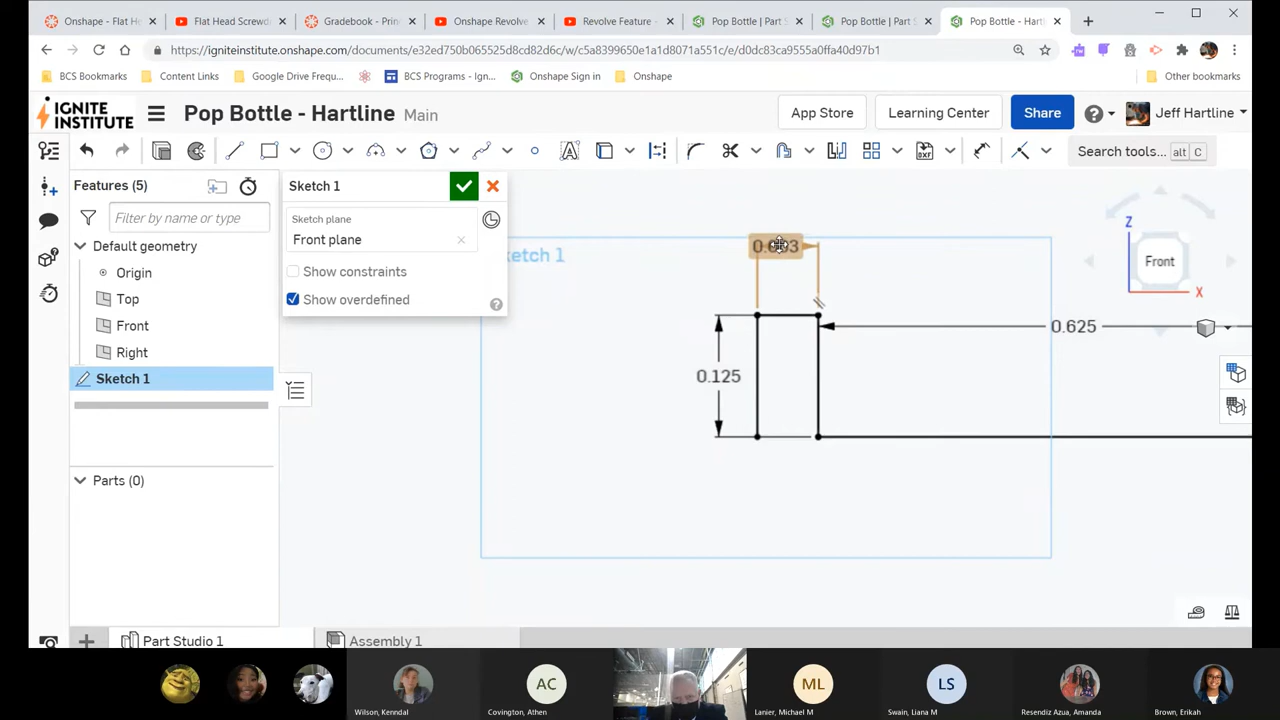 Onshape - Flat H
Flat Head Screwd
Gradebook - Prin
Onshape Revolve
Revolve Feature -
Pop Bottle | Part S
Pop Bottle | Part S
Pop Bottle - Hartl
https://igniteinstitute.onshape.com/documents/e32ed750b065525d8cd82d6c/w/c5a8399650e1a1d8071a551c/e/d0dc83ca9555a0ffa40d97b1
BCS Bookmarks
Content Links
Google Drive Frequ...
BCS Programs - Ign...
Onshape Sign in
Onshape
Other bookmarks
IGNITE
INSTITUTE
Pop Bottle - Hartline Main
App Store
Learning Center
Share
Jeff Hartline
DXF
Search tools... alt C
Features (5)
Filter by name or type
Default geometry
Origin
Top
Front
Right
Sketch 1
Parts (0)
Sketch 1
Sketch plane
Front plane
Show constraints
Show overdefined
ketch 1
0.625
0.125
Z
Front
X
Part Studio 1
Assembly 1
Wilson, Kenndal
AC
Covington, Athen
ML
Lanier, Michael M
LS
Swain, Liana M
Resendiz Azua, Amanda
Brown, Erikah